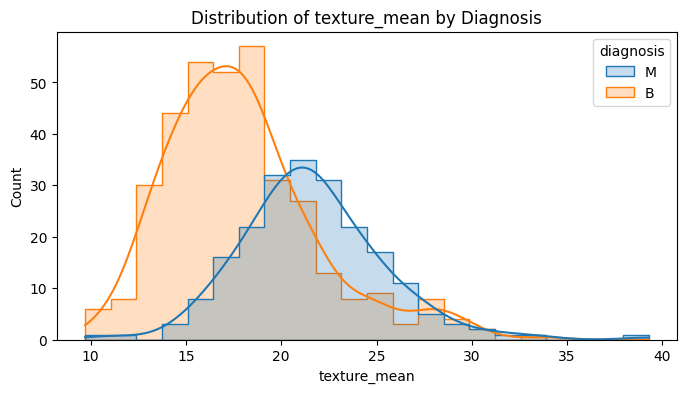 Distribution of texture_mean by Diagnosis
diagnosis
M
B
Count
50
40
30
20
10
0
10 15 20 25 30 35 40
texture_mean